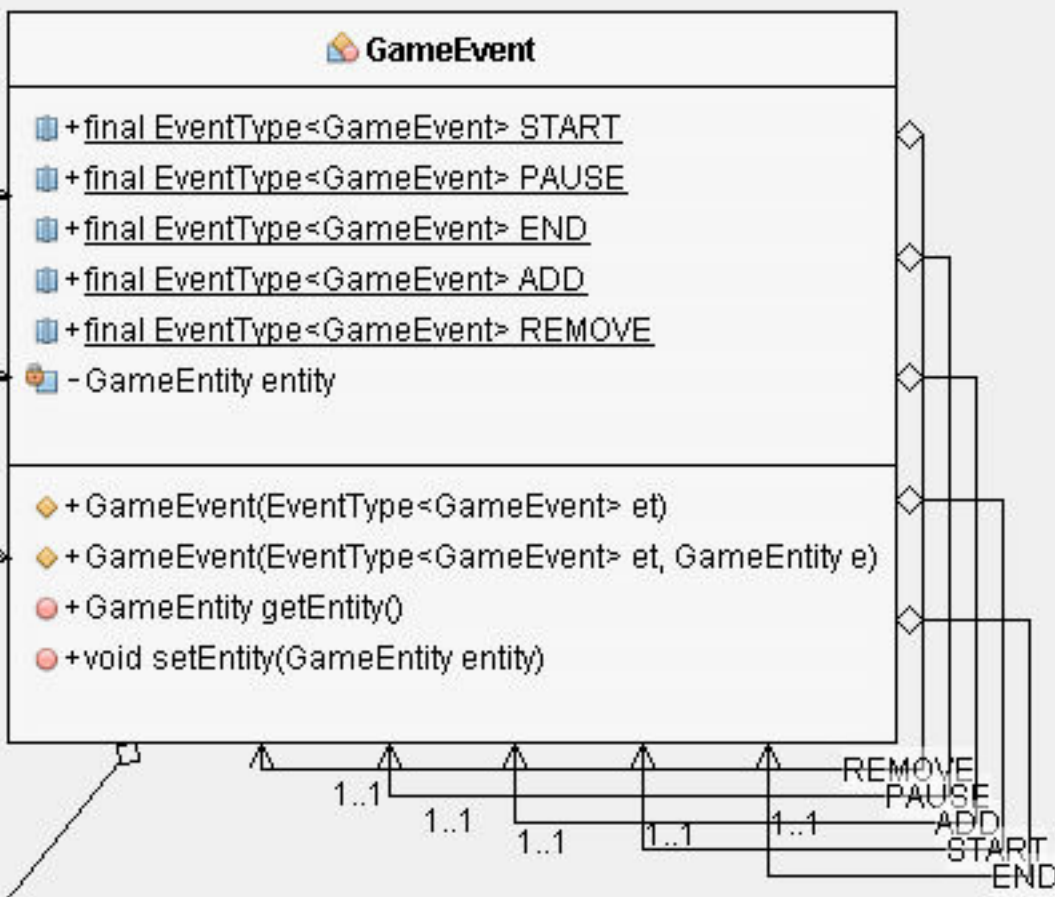 GameEvent
+final EventType<GameEvent> START
+final EventType<GameEvent> PAUSE
+final EventType<GameEvent> END
+final EventType<GameEvent> ADD
+final EventType<GameEvent> REMOVE
-GameEntity entity
+GameEvent(EventType<GameEvent> et)
+GameEvent(EventType<GameEvent> et, GameEntity e)
+GameEntity getEntity()
+void setEntity(GameEntity entity)
REMOVE
1..1
PAUSE
1..1
1..1
ADD
1..1
1..1
START
END